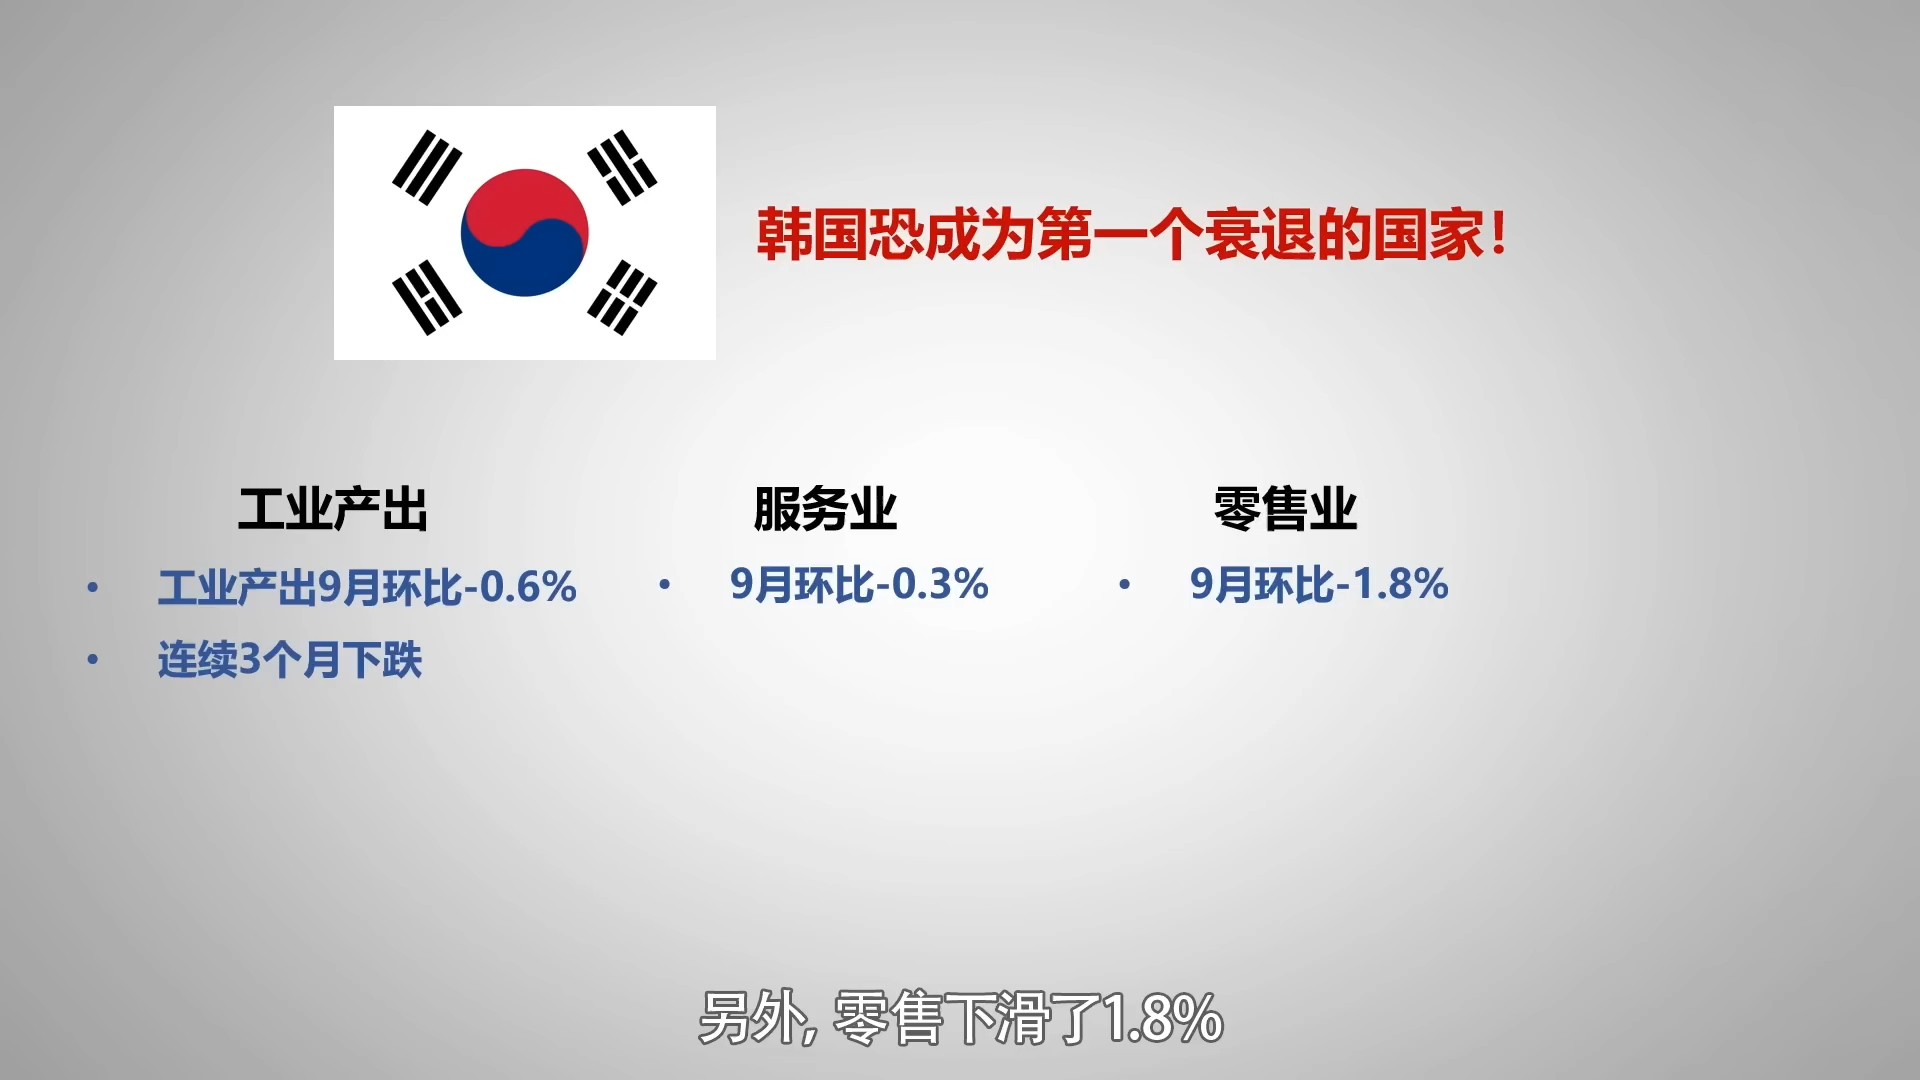 韩国恐成为第一个衰退的国家！
工业产出
服务业
零售业
• 工业产出9月环比-0.6%
• 9月环比-0.3%
• 9月环比-1.8%
• 连续3个月下跌
另外, 零售下滑了1.8%